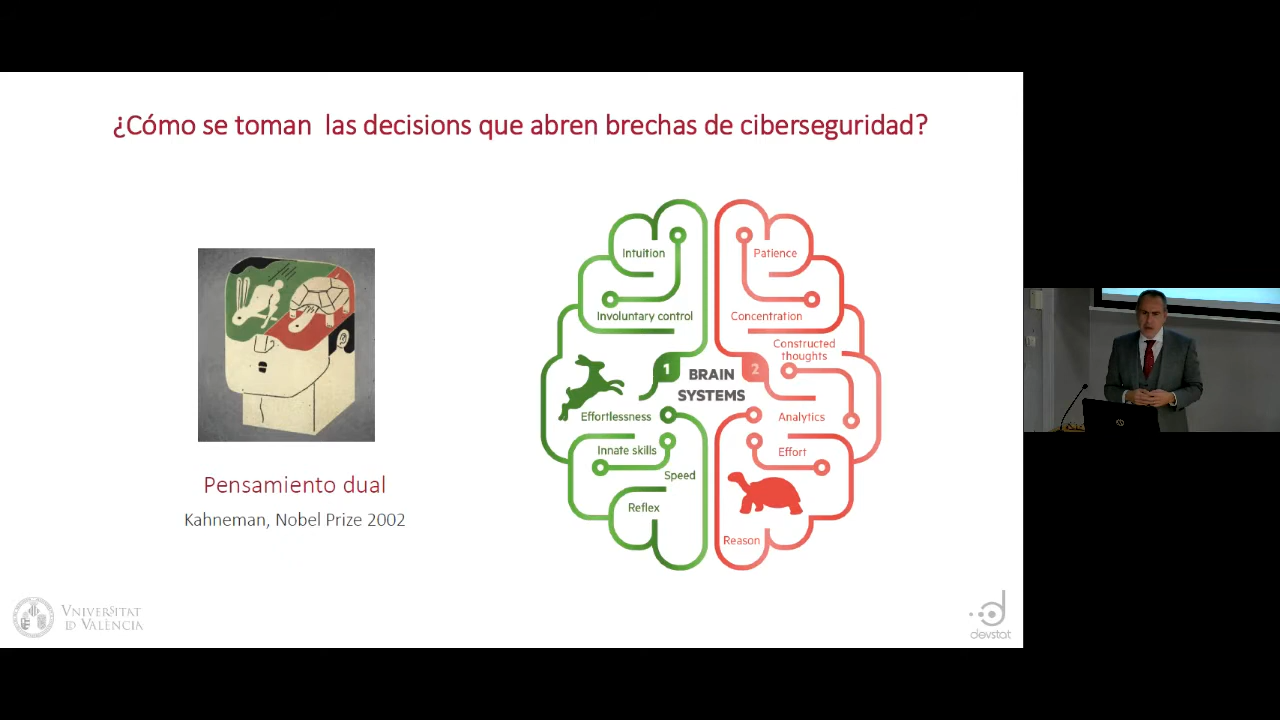 ¿Cómo se toman las decisions que abren brechas de ciberseguridad?
Pensamiento dual
Kahneman, Nobel Prize 2002
Intuition
Involuntary control
1
Effortlessness
Innate skills
Speed
Reflex
BRAIN
SYSTEMS
Patience
Concentration
Constructed
thoughts
2
Analytics
Effort
Reason
VNIVERSITAT
ID VALÈNCIA
devstat